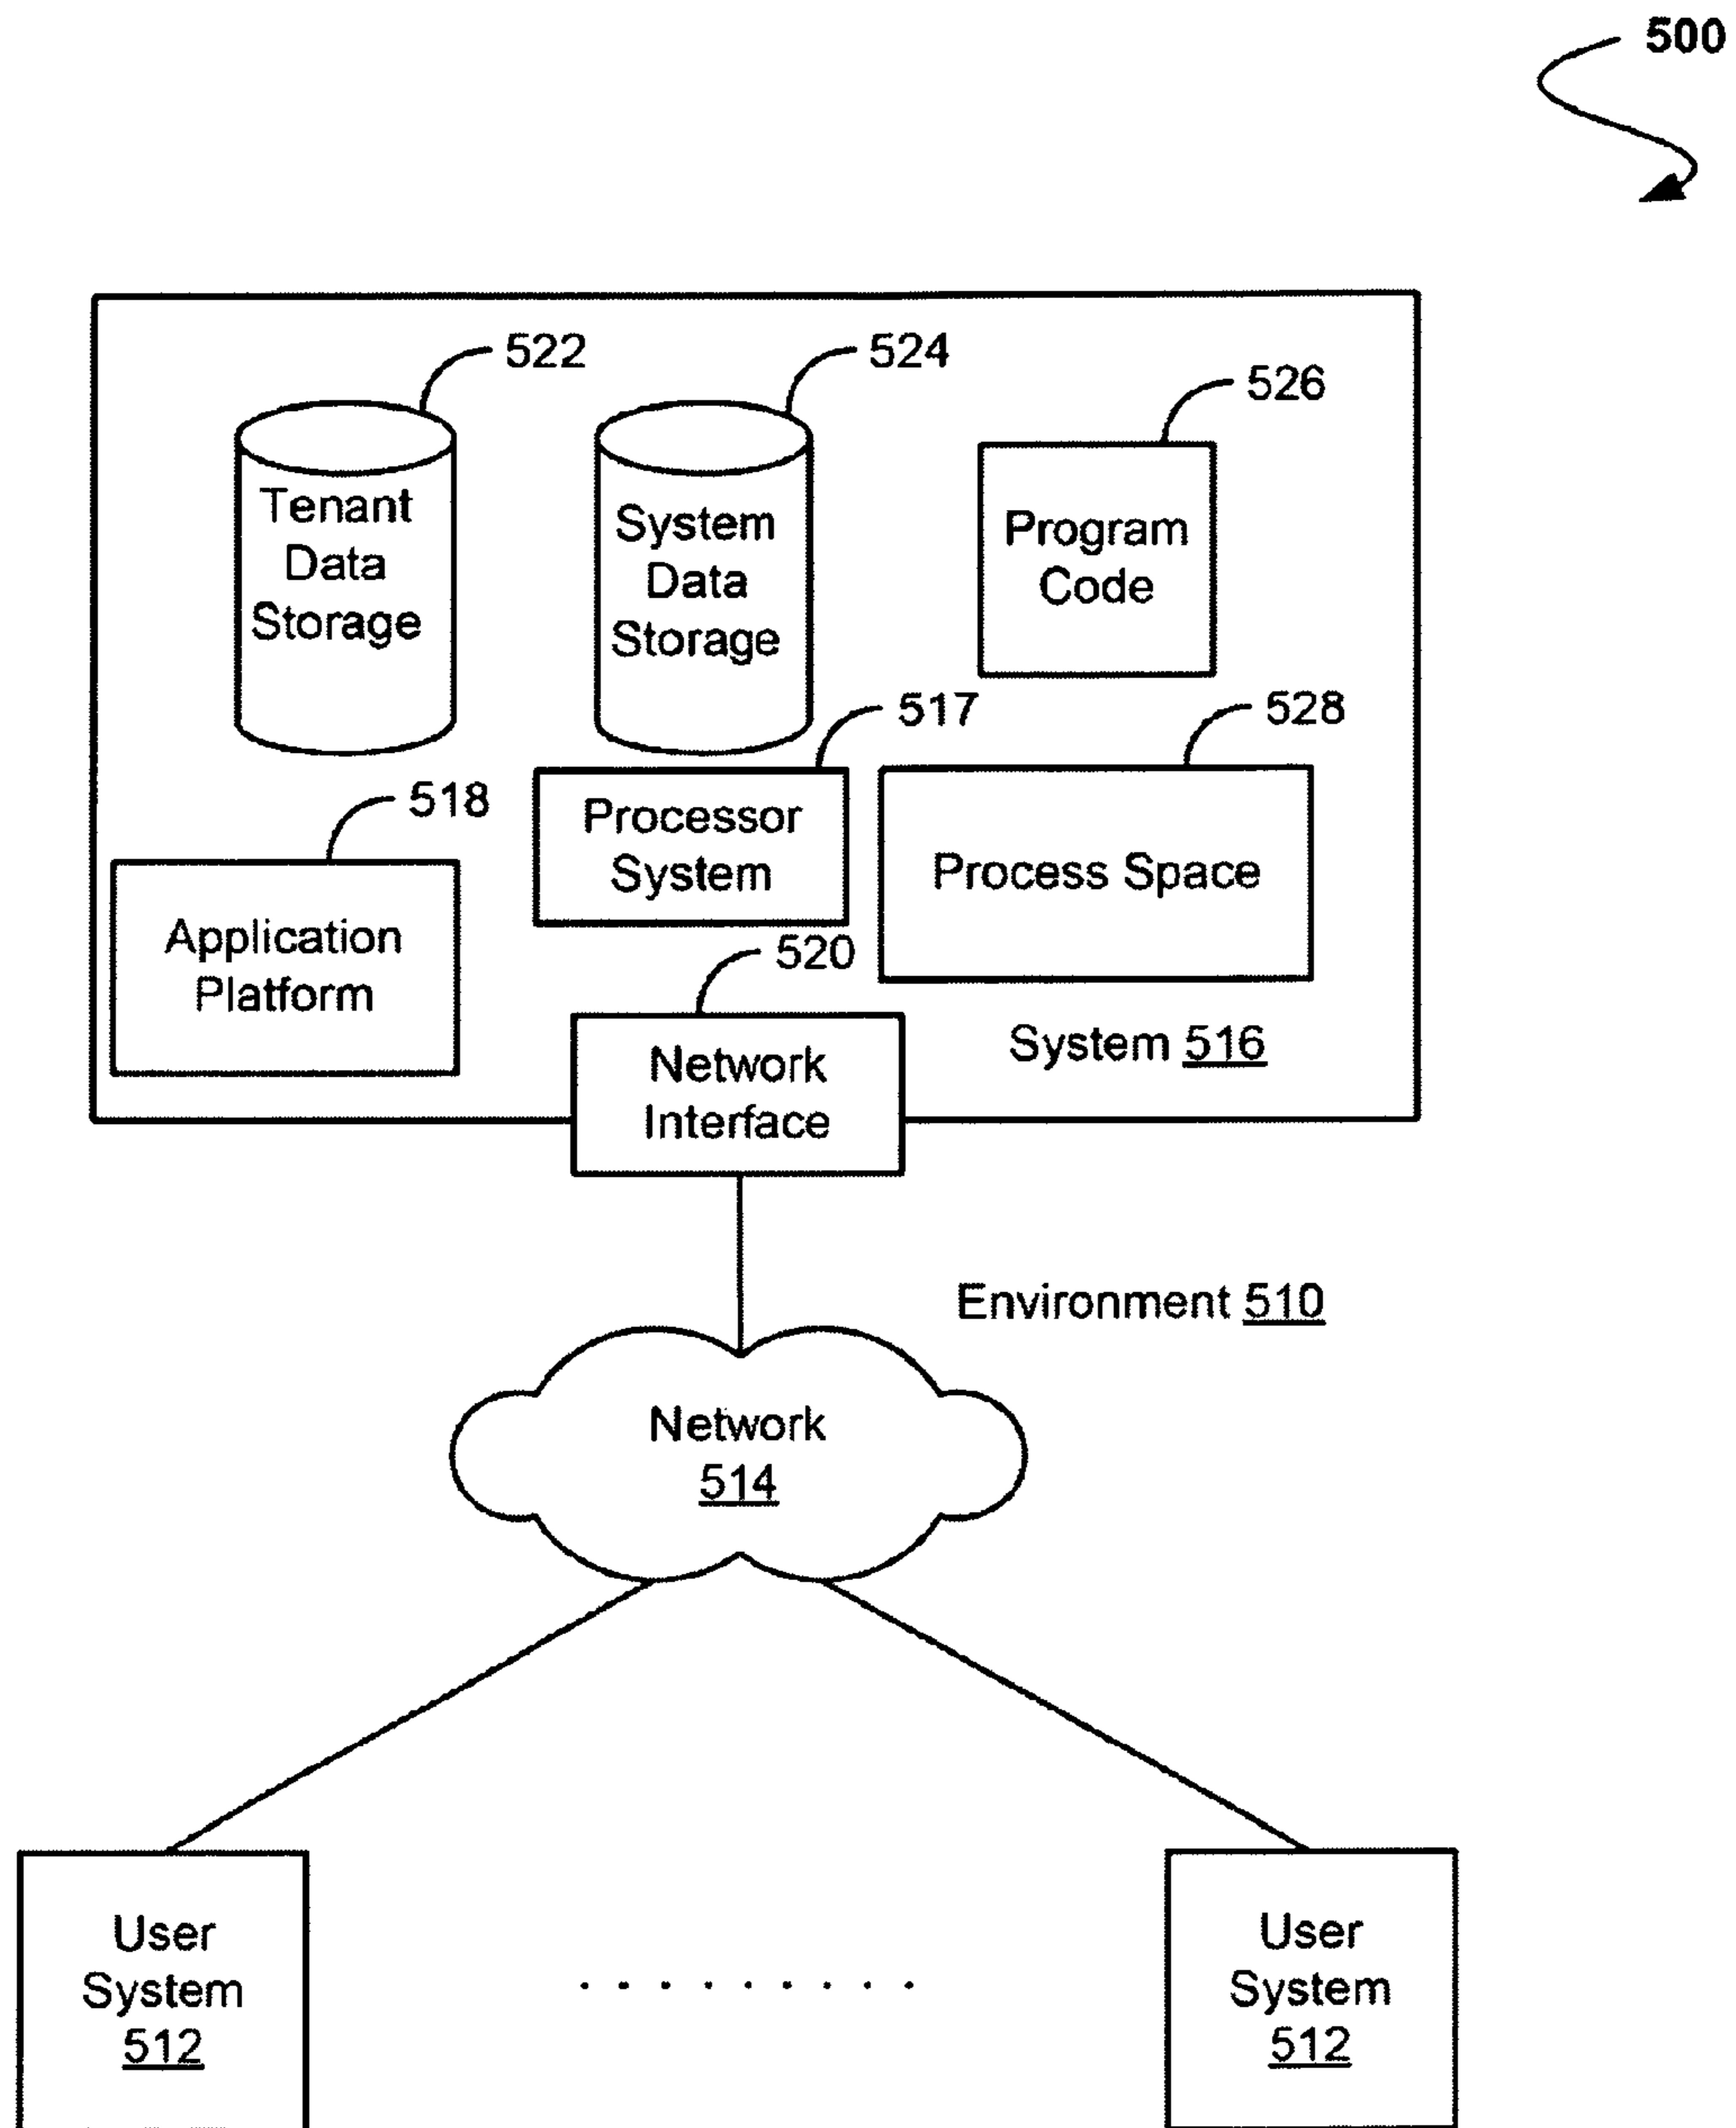 500
522
524
526
Tenant
Data
Storage
System
Data
Storage
Program
Code
517
528
518
Processor
System
Process Space
Application
Platform
520
Network
Interface
System 516
Environment 510
Network
514
User
System
512
. . . . . . . . .
User
System
512